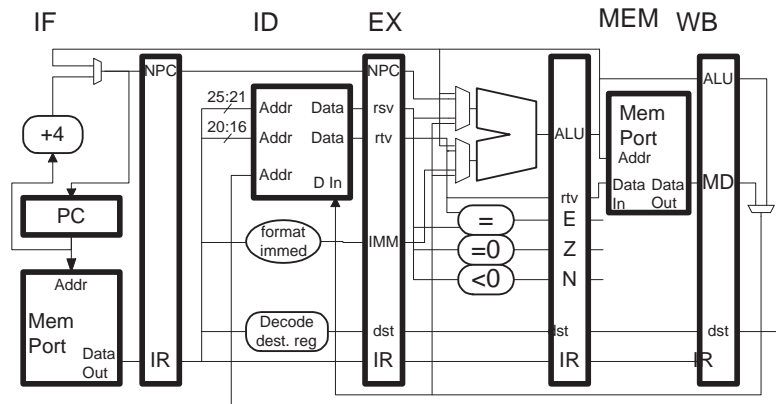 IF
ID
EX
MEM
WB
NPC
NPC
ALU
25:21
20:16
Addr
Data
rsv
Addr
Data
rtv
Addr
D In
+4
PC
Addr
Mem
Port
Data
Out
IR
format
immed
IMM
Decode
dest. reg
dst
IR
=
=0
<0
ALU
rtv
E
Z
N
dst
IR
Mem
Port
Addr
Data
In
Data
Out
MD
dst
IR